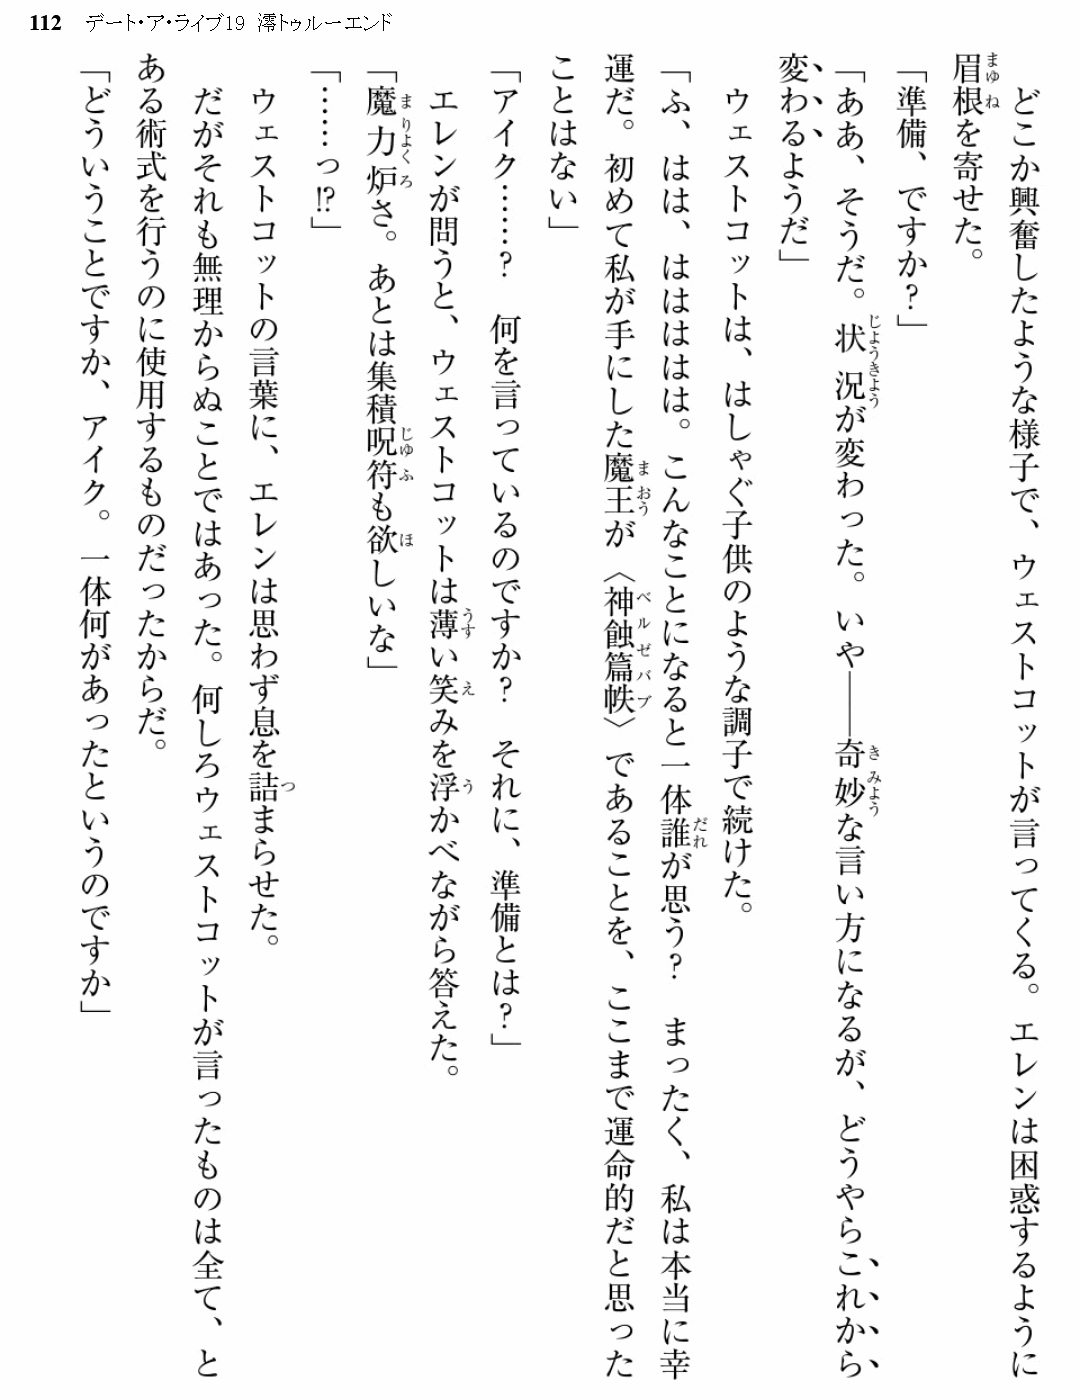 112 デート・ア・ライブ19 澪トゥルーエンド
どこか興奮したような様子で、ウェストコットが言ってくる。エレンは困惑するように
眉根を寄せた。
「準備、ですか？」
「ああ、そうだ。状況が変わった。いや――奇妙な言い方になるが、どうやらこれから
変わるようだ」
ウェストコットは、はしゃぐ子供のような調子で続けた。
「ふ、はは、はははは。こんなことになると一体誰が思う？　まったく、私は本当に幸
運だ。初めて私が手にした魔王が〈神蝕篇帙〉であることを、ここまで運命的だと思った
ことはない」
「アイク……？　何を言っているのですか？　それに、準備とは？」
エレンが問うと、ウェストコットは薄い笑みを浮かべながら答えた。
「魔力炉さ。あとは集積呪符も欲しいな」
「……っ!?」
ウェストコットの言葉に、エレンは思わず息を詰まらせた。
だがそれも無理からぬことではあった。何しろウェストコットが言ったものは全て、と
ある術式を行うのに使用するものだったからだ。
「どういうことですか、アイク。一体何があったというのですか」